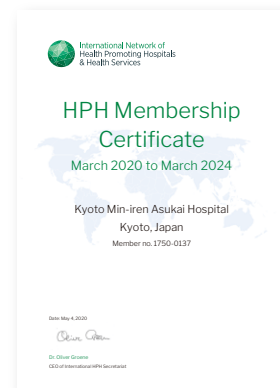 International Network of
Health Promoting Hospitals
& Health Services
HPH Membership
Certificate
March 2020 to March 2024
Kyoto Min-iren Asukai Hospital
Kyoto, Japan
Member no. 1750-0137
Date: May 4, 2020
Dr. Oliver Groene
CEO of International HPH Secretariat